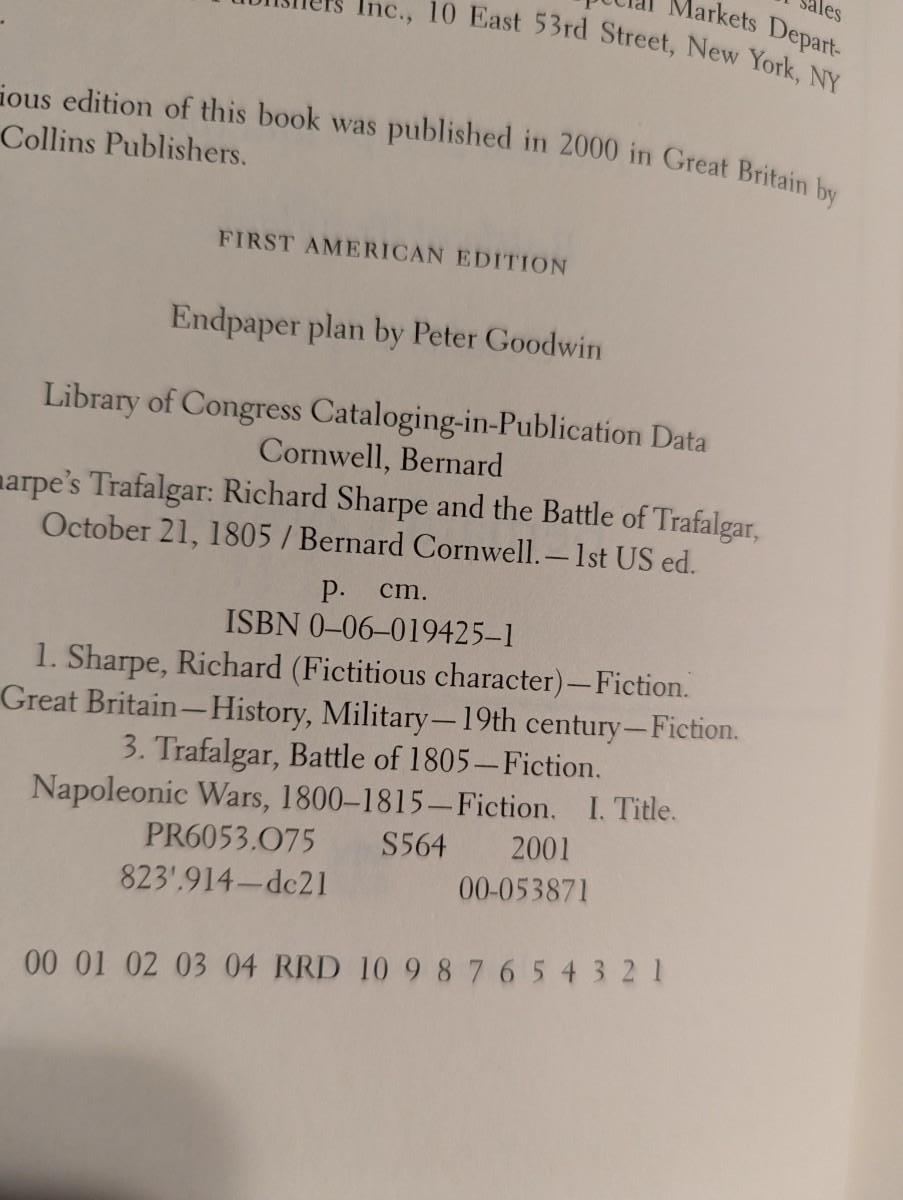 sales
Markets Depart-
Inc., 10 East 53rd Street, New York, NY
edition of this book was published in 2000 in Great Britain by
Collins Publishers.
FIRST AMERICAN EDITION
Endpaper plan by Peter Goodwin
Library of Congress Cataloging-in-Publication Data
Cornwell, Bernard
Trafalgar: Richard Sharpe and the Battle of Trafalgar,
October 21, 1805 / Bernard Cornwell. — 1st US ed.
p. cm.
ISBN 0–06–019425–1
1. Sharpe, Richard (Fictitious character)—Fiction.
Great Britain—History, Military—19th century—Fiction.
3. Trafalgar, Battle of 1805—Fiction.
Napoleonic Wars, 1800–1815—Fiction. I. Title.
PR6053.O75 S564 2001
823'.914—dc21 00-053871
00 01 02 03 04 RRD 10 9 8 7 6 5 4 3 2 1